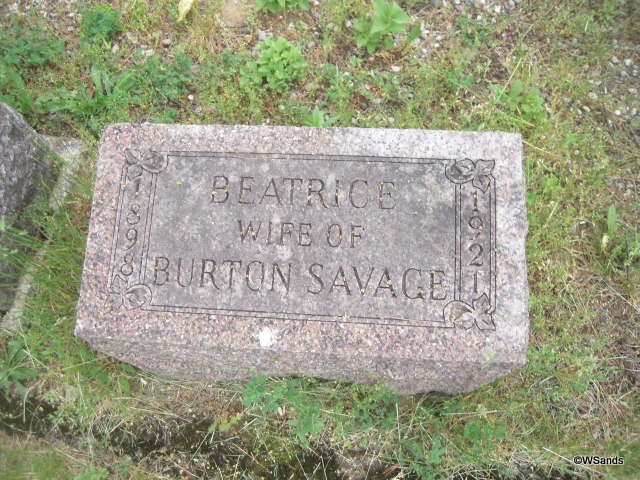 BEATRICE
WIFE OF
BURTON SAVAGE
1898
1921
©WSands